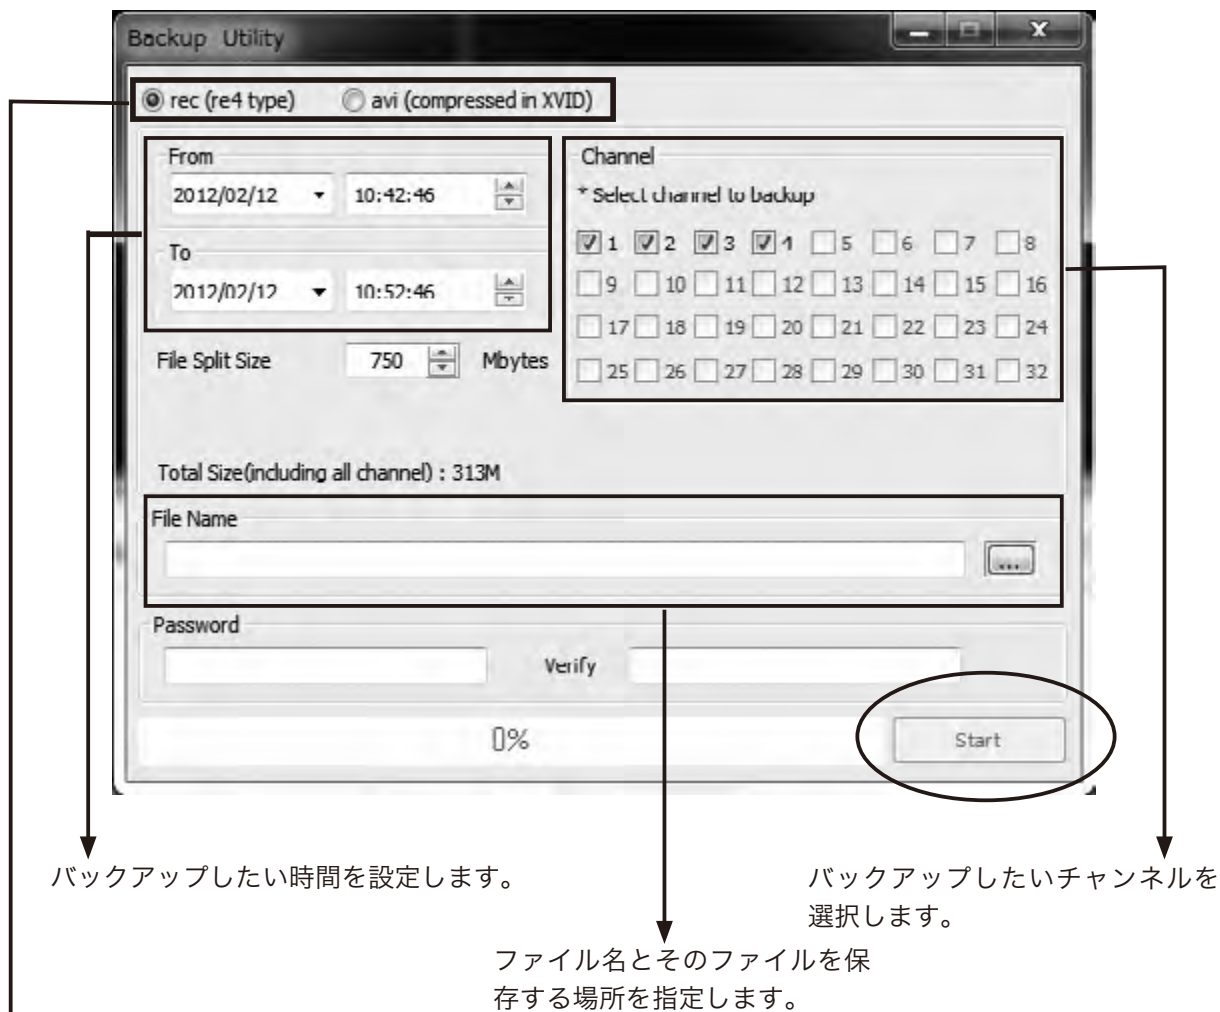 Backup Utility
rec (re4 type) avi (compressed in XVID)
From
2012/02/12 10:42:46
To
2012/02/12 10:52:46
File Split Size 750 Mbytes
Channel
* Select channel to backup
1 2 3 4 5 6 7 8
9 10 11 12 13 14 15 16
17 18 19 20 21 22 23 24
25 26 27 28 29 30 31 32
Total Size(including all channel) : 313M
File Name
...
Password
Verify
0% Start
バックアップしたい時間を設定します。
バックアップしたいチャンネルを
選択します。
ファイル名とそのファイルを保
存する場所を指定します。